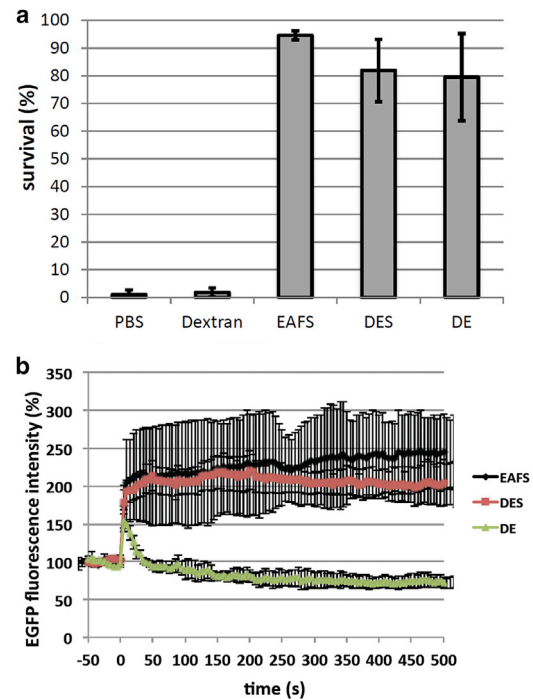 a
survival (%)
100
90
80
70
60
50
40
30
20
10
0
PBS Dextran EAFS DES DE
b
EGFP fluorescence intensity (%)
350
300
250
200
150
100
50
0
-50 0 50 100 150 200 250 300 350 400 450 500
time (s)
EAFS
DES
DE